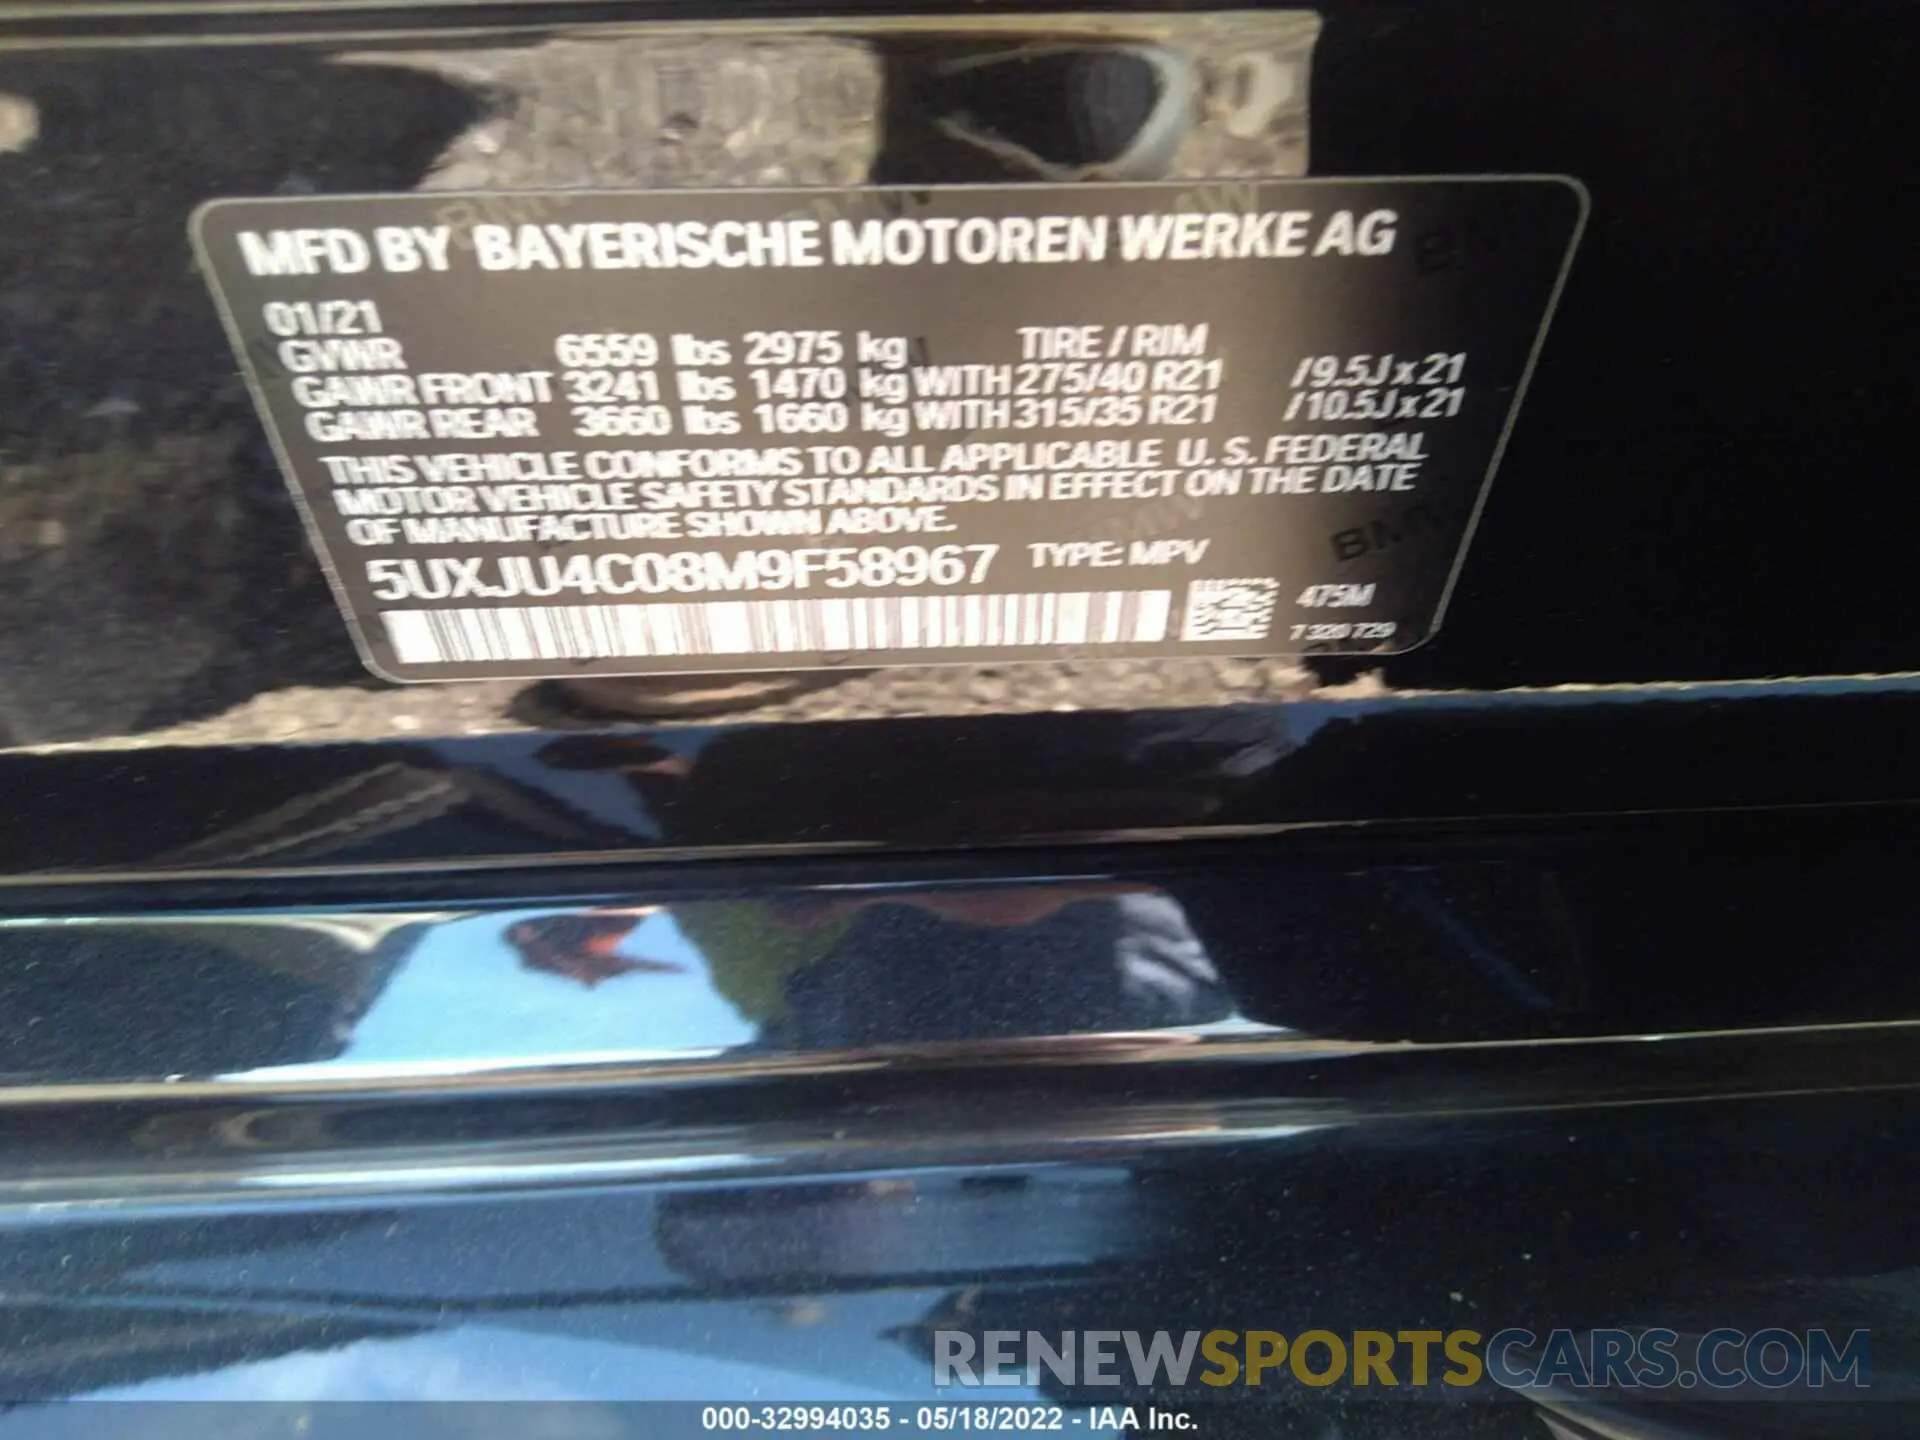 MFD BY BAYERISCHE MOTOREN WERKE AG
01/21
GVWR 6559 lbs 2975 kg TIRE / RIM
GAWR FRONT 3241 lbs 1470 kg WITH 275/40 R21 /9.5J x 21
GAWR REAR 3660 lbs 1660 kg WITH 315/35 R21 /10.5J x 21
THIS VEHICLE CONFORMS TO ALL APPLICABLE U. S. FEDERAL
MOTOR VEHICLE SAFETY STANDARDS IN EFFECT ON THE DATE
OF MANUFACTURE SHOWN ABOVE.
5UXJU4C08M9F58967 TYPE: MPV
475M
7 320 729
RENEWSPORTSCARS.COM
000-32994035 - 05/18/2022 - IAA Inc.